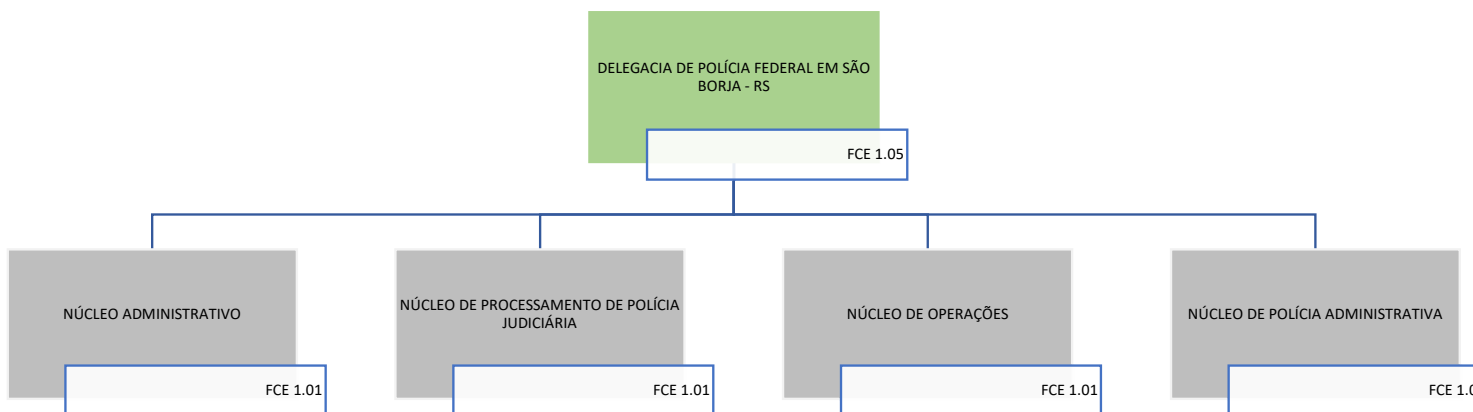 DELEGACIA DE POLÍCIA FEDERAL EM SÃO
BORJA - RS
FCE 1.05
NÚCLEO ADMINISTRATIVO
FCE 1.01
NÚCLEO DE PROCESSAMENTO DE POLÍCIA
JUDICIÁRIA
FCE 1.01
NÚCLEO DE OPERAÇÕES
FCE 1.01
NÚCLEO DE POLÍCIA ADMINISTRATIVA
FCE